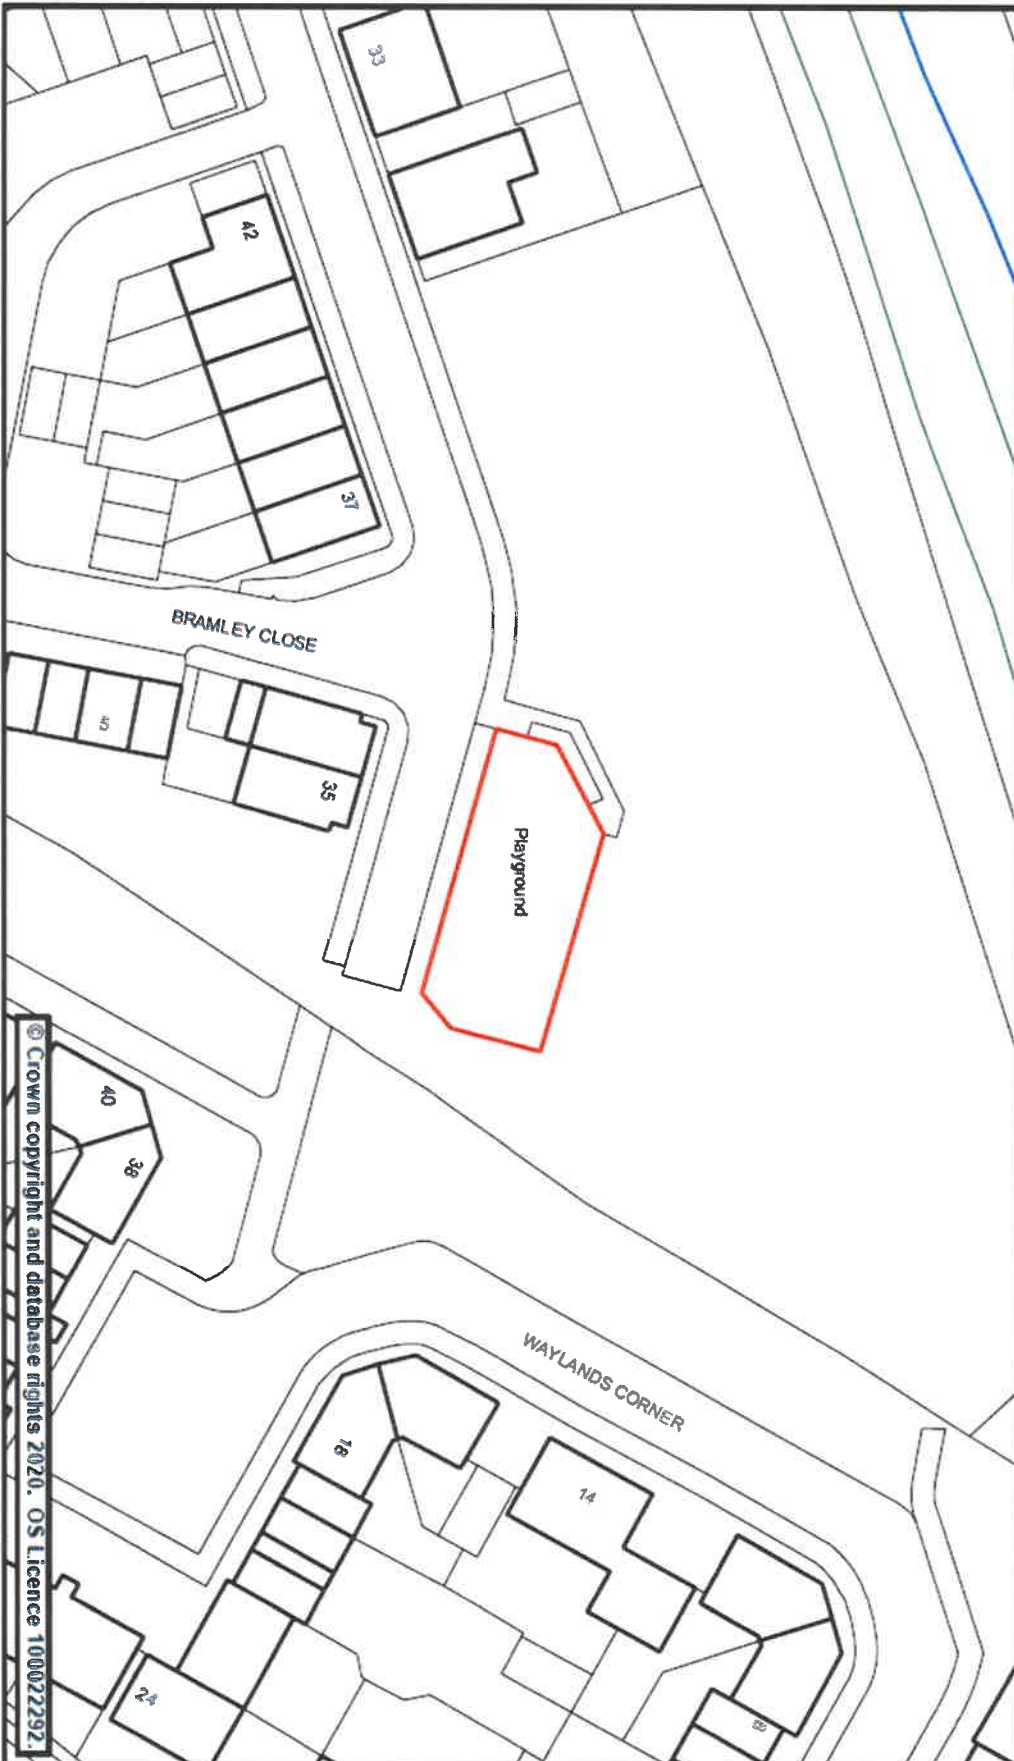 33
42
37
BRAMLEY CLOSE
35
Playground
40
38
WAYLANDS CORNER
18
14
24
© Crown copyright and database rights 2020. OS Licence 100022292.